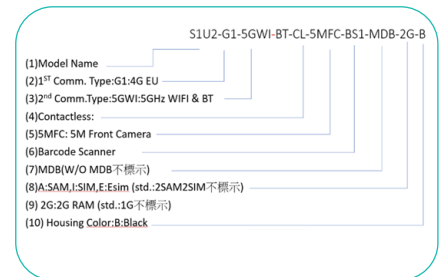 S1U2-G1-5GWI-BT-CL-5MFC-BS1-MDB-2G-B
(1)Model Name
(2)1ST Comm. Type:G1:4G EU
(3)2nd Comm.Type:5GWI:5GHz WIFI & BT
(4)Contactless:
(5)5MFC: 5M Front Camera
(6)Barcode Scanner
(7)MDB(W/O MDB不標示)
(8)A:SAM,I:SIM,E:Esim (std.:2SAM2SIM不標示)
(9) 2G:2G RAM (std.:1G不標示)
(10) Housing Color:B:Black